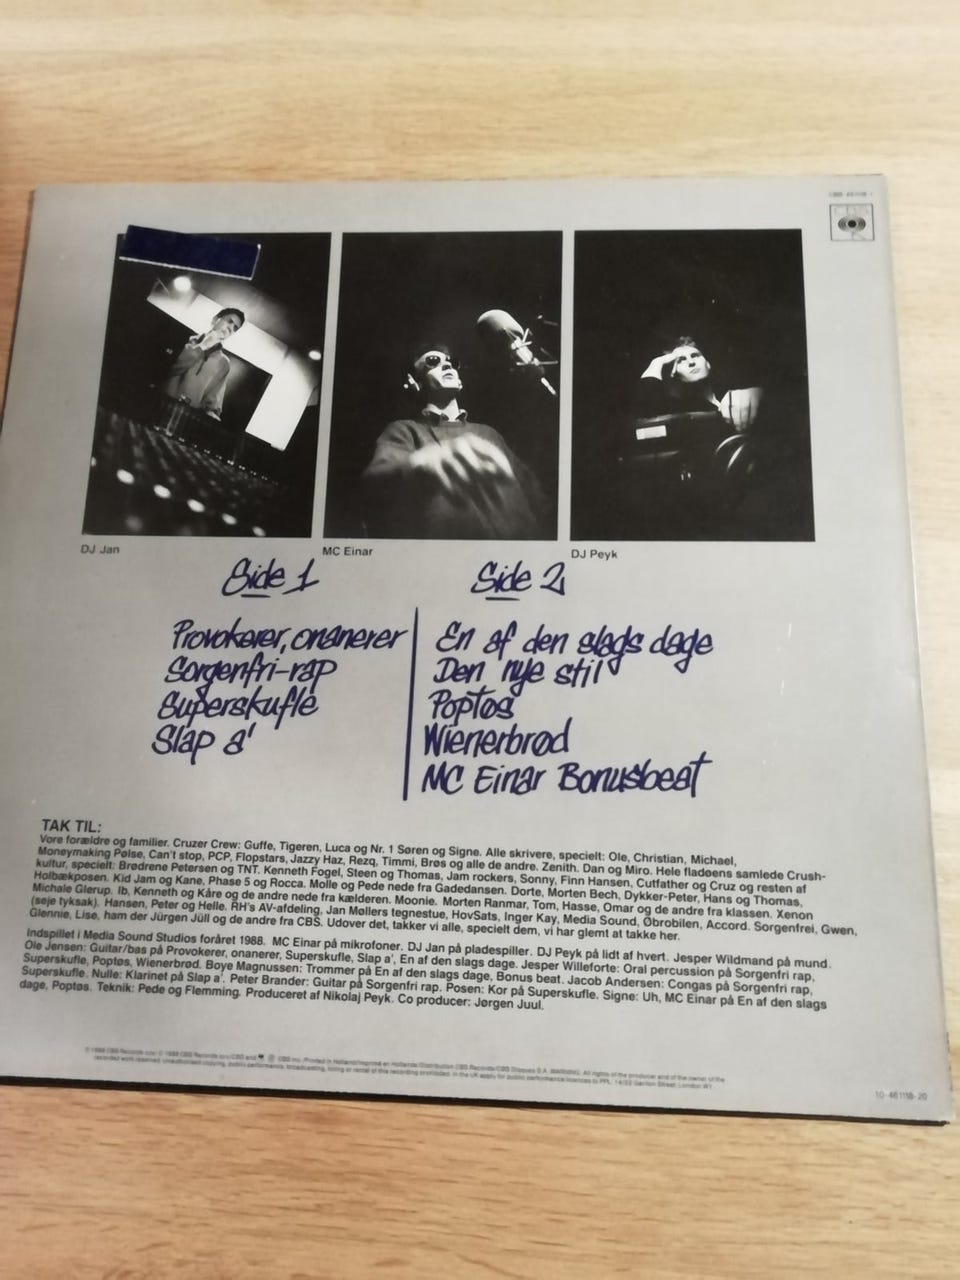 CBS 461118 1
CBS
DJ Jan
MC Einar
DJ Peyk
Side 1
Provokerer, onanerer
Sorgenfri-rap
Superskufle
Slap a'
Side 2
En af den slags dage
Den nye stil
Poptøs
Wienerbrød
MC Einar Bonusbeat
TAK TIL:
Vore forældre og familier. Cruzer Crew: Guffe, Tigeren, Luca og Nr. 1 Søren og Signe. Alle skrivere, specielt: Ole, Christian, Michael,
Moneymaking Pølse, Can't stop, PCP, Flopstars, Jazzy Haz, Rezq, Timmi, Brøs og alle de andre. Zenith. Dan og Miro. Hele fladøens samlede Crush-
kultur, specielt: Brødrene Petersen og TNT. Kenneth Fogel, Steen og Thomas, Jam rockers, Sonny, Finn Hansen, Cutfather og Cruz og resten af
Holbækposen. Kid Jam og Kane, Phase 5 og Rocca. Molle og Pede nede fra Gadedansen. Dorte, Morten Bech, Dykker-Peter, Hans og Thomas,
Michale Glerup. Ib, Kenneth og Kåre og de andre nede fra kælderen. Moonie. Morten Ranmar, Tom, Hasse, Omar og de andre fra klassen. Xenon
(seje tyksak). Hansen, Peter og Helle. RH's AV-afdeling, Jan Møllers tegnestue, HovSats, Inger Kay, Media Sound, Øbrobilen, Accord. Sorgenfrei, Gwen,
Glennie, Lise, ham der Jürgen Jüll og de andre fra CBS. Udover det, takker vi alle, specielt dem, vi har glemt at takke her.
Indspillet i Media Sound Studios foråret 1988. MC Einar på mikrofoner. DJ Jan på pladespiller. DJ Peyk på lidt af hvert. Jesper Wildmand på mund.
Ole Jensen: Guitar/bas på Provokerer, onanerer, Superskufle, Slap a', En af den slags dage. Jesper Willeforte: Oral percussion på Sorgenfri rap,
Superskufle, Poptøs, Wienerbrød. Boye Magnussen: Trommer på En af den slags dage, Bonus beat. Jacob Andersen: Congas på Sorgenfri rap,
Superskufle. Nulle: Klarinet på Slap a'. Peter Brander: Guitar på Sorgenfri rap. Posen: Kor på Superskufle. Signe: Uh, MC Einar på En af den slags
dage, Poptøs. Teknik: Pede og Flemming. Produceret af Nikolaj Peyk. Co producer: Jørgen Juul.
10-461118-20